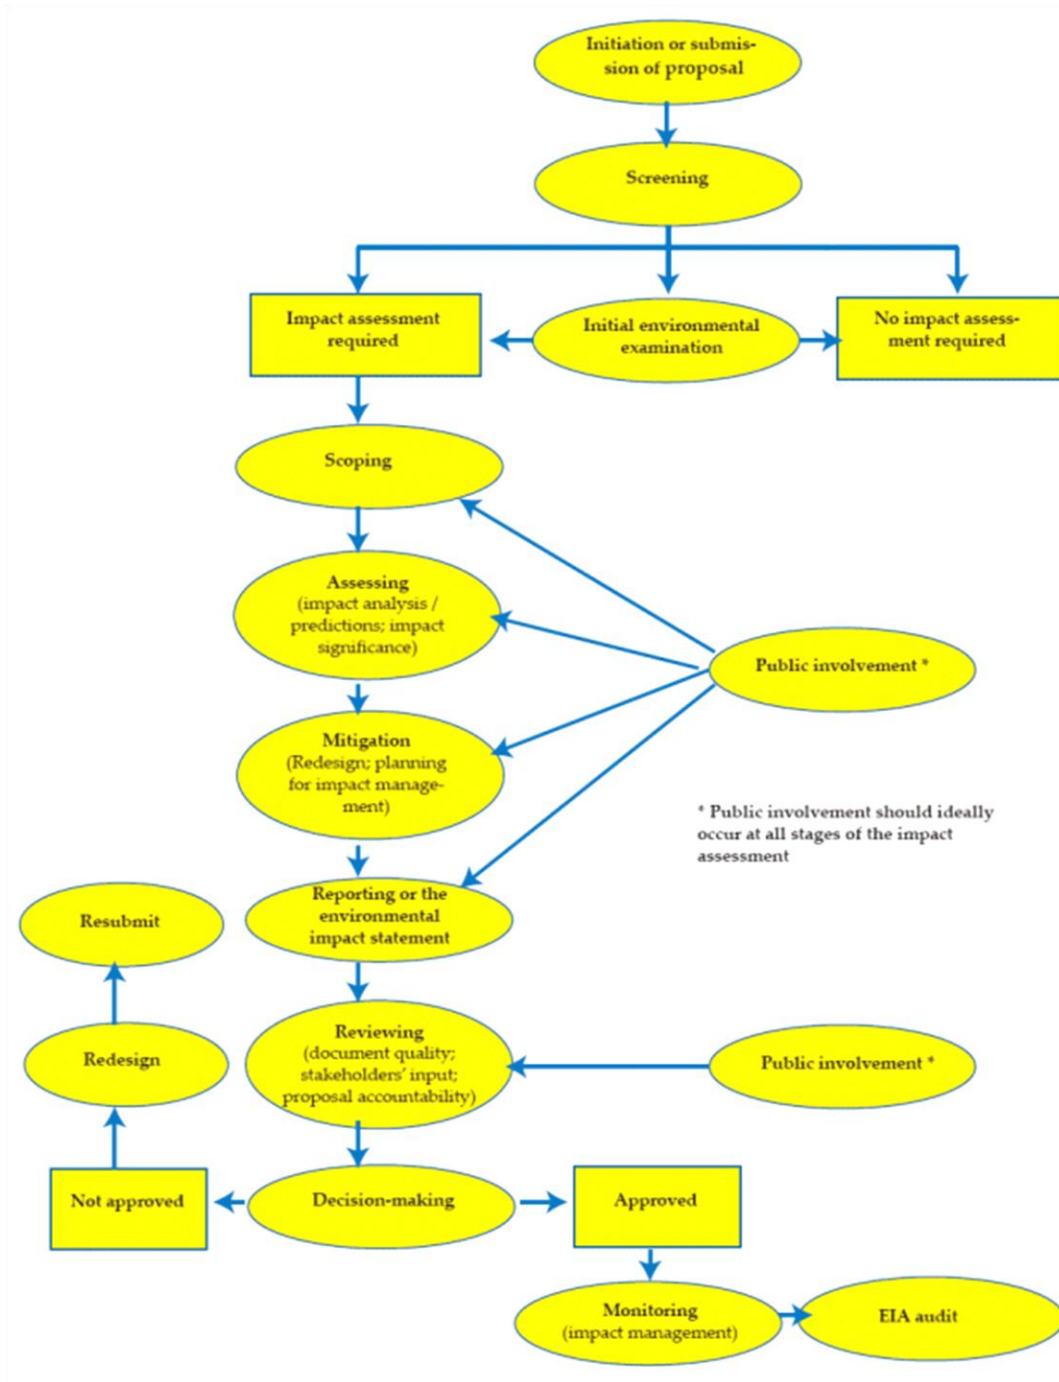 Initiation or submis-
sion of proposal
Screening
Impact assessment
required
Initial environmental
examination
No impact assess-
ment required
Scoping
Assessing
(impact analysis /
predictions; impact
significance)
Public involvement *
Mitigation
(Redesign; planning
for impact manage-
ment)
* Public involvement should ideally
occur at all stages of the impact
assessment
Reporting or the
environmental
impact statement
Resubmit
Reviewing
(document quality;
stakeholders' input;
proposal accountability)
Redesign
Public involvement *
Not approved
Decision-making
Approved
Monitoring
(impact management)
EIA audit